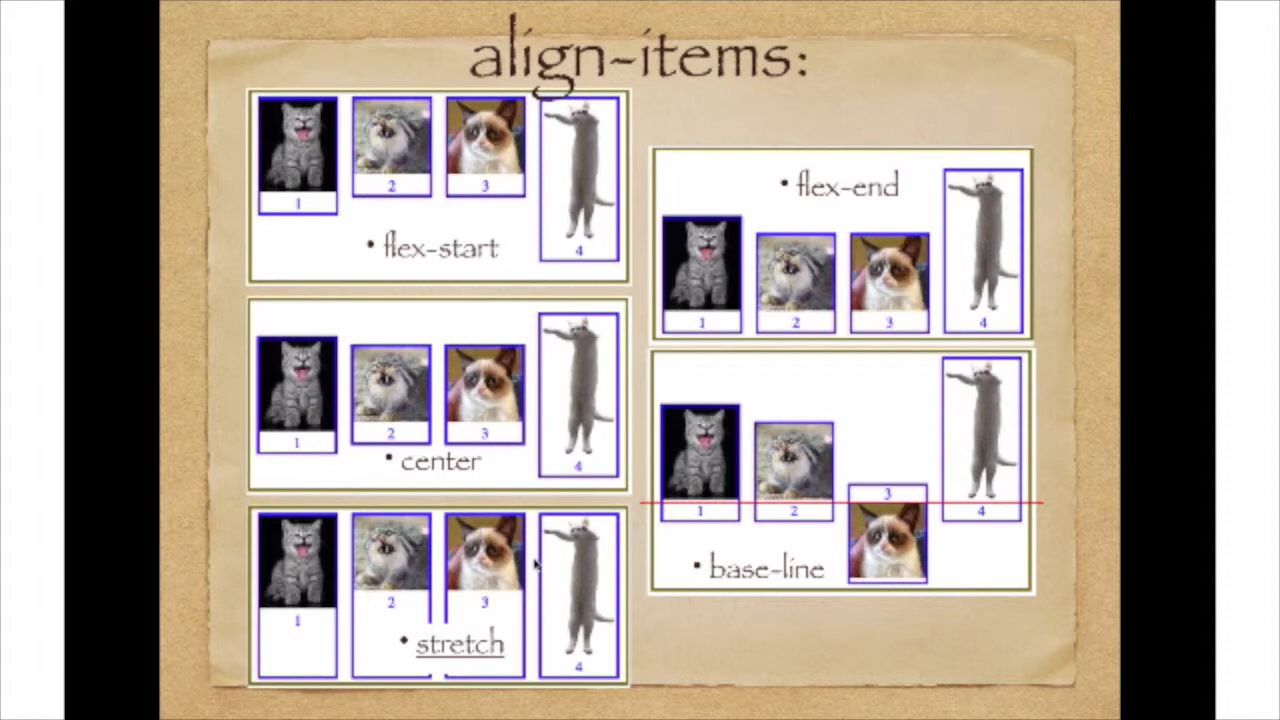 align-items:
1 2 3 4
• flex-start
1 2 3 4
• center
1 2 3 4
• stretch
• flex-end
1 2 3 4
3
1 2 4
• base-line